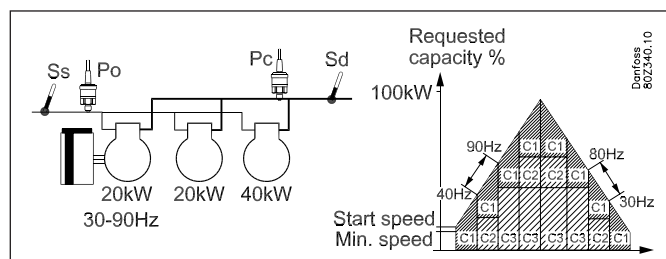 Ss
Po
Pc
Sd
20kW
20kW
40kW
30-90Hz
Requested
capacity %
100kW
90Hz
40Hz
80Hz
30Hz
Start speed
Min. speed
C1 C1
C1 C2 C2 C1
C1 C1
C1 C2 C3 C3 C3 C3 C2 C1
Danfoss
80Z340.10